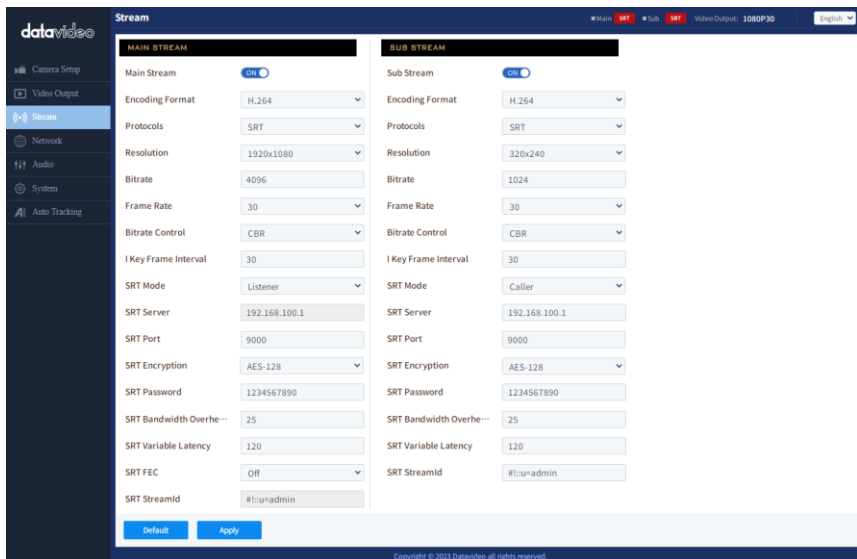 datavideo
Stream
Main SRT Sub SRT Video Output: 1080P30 English
Camera Setup
Video Output
Stream
Network
Audio
System
Auto Tracking
MAIN STREAM
Main Stream ON
Encoding Format H.264
Protocols SRT
Resolution 1920x1080
Bitrate 4096
Frame Rate 30
Bitrate Control CBR
I Key Frame Interval 30
SRT Mode Listener
SRT Server 192.168.100.1
SRT Port 9000
SRT Encryption AES-128
SRT Password 1234567890
SRT Bandwidth Overhe··· 25
SRT Variable Latency 120
SRT FEC Off
SRT StreamId #!::u=admin
SUB STREAM
Sub Stream ON
Encoding Format H.264
Protocols SRT
Resolution 320x240
Bitrate 1024
Frame Rate 30
Bitrate Control CBR
I Key Frame Interval 30
SRT Mode Caller
SRT Server 192.168.100.1
SRT Port 9000
SRT Encryption AES-128
SRT Password 1234567890
SRT Bandwidth Overhe··· 25
SRT Variable Latency 120
SRT StreamId #!::u=admin
Default Apply
Copyright © 2023 Datavideo all rights reserved.